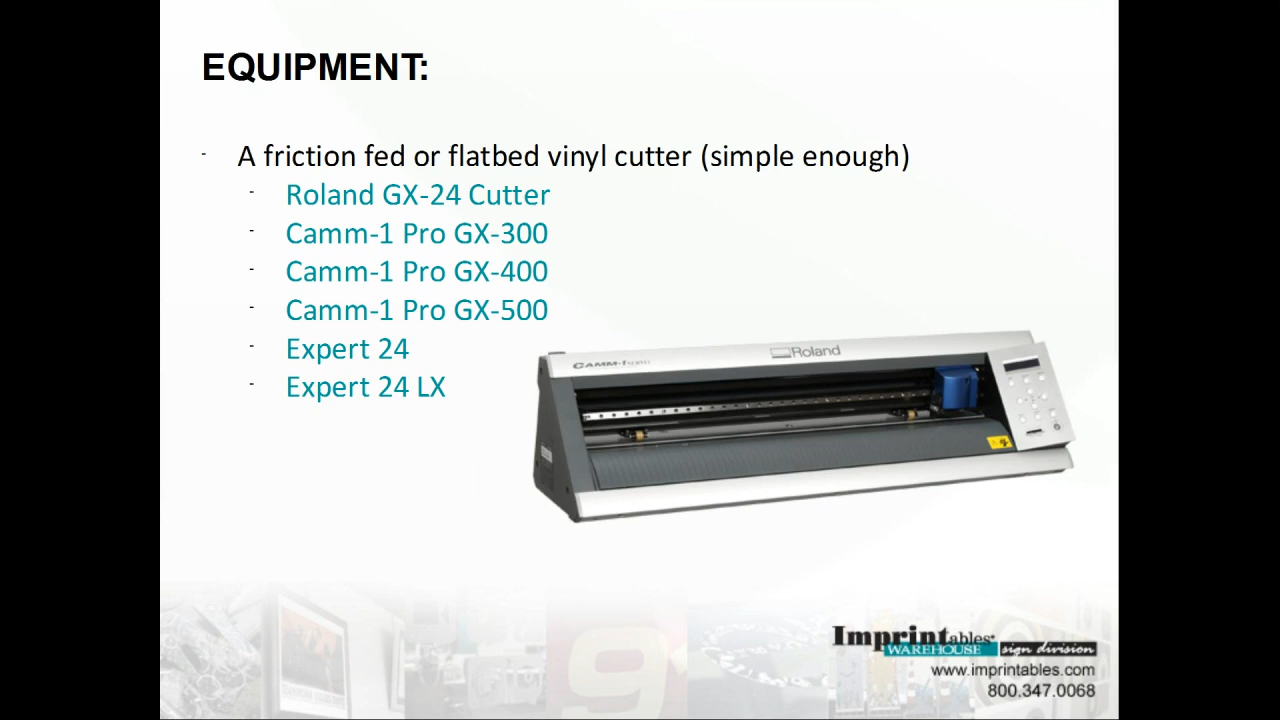 EQUIPMENT:
- A friction fed or flatbed vinyl cutter (simple enough)
- Roland GX-24 Cutter
- Camm-1 Pro GX-300
- Camm-1 Pro GX-400
- Camm-1 Pro GX-500
- Expert 24
- Expert 24 LX
Roland
CAMM-1
Imprintables
WAREHOUSE sign division
www.imprintables.com
800.347.0068
9